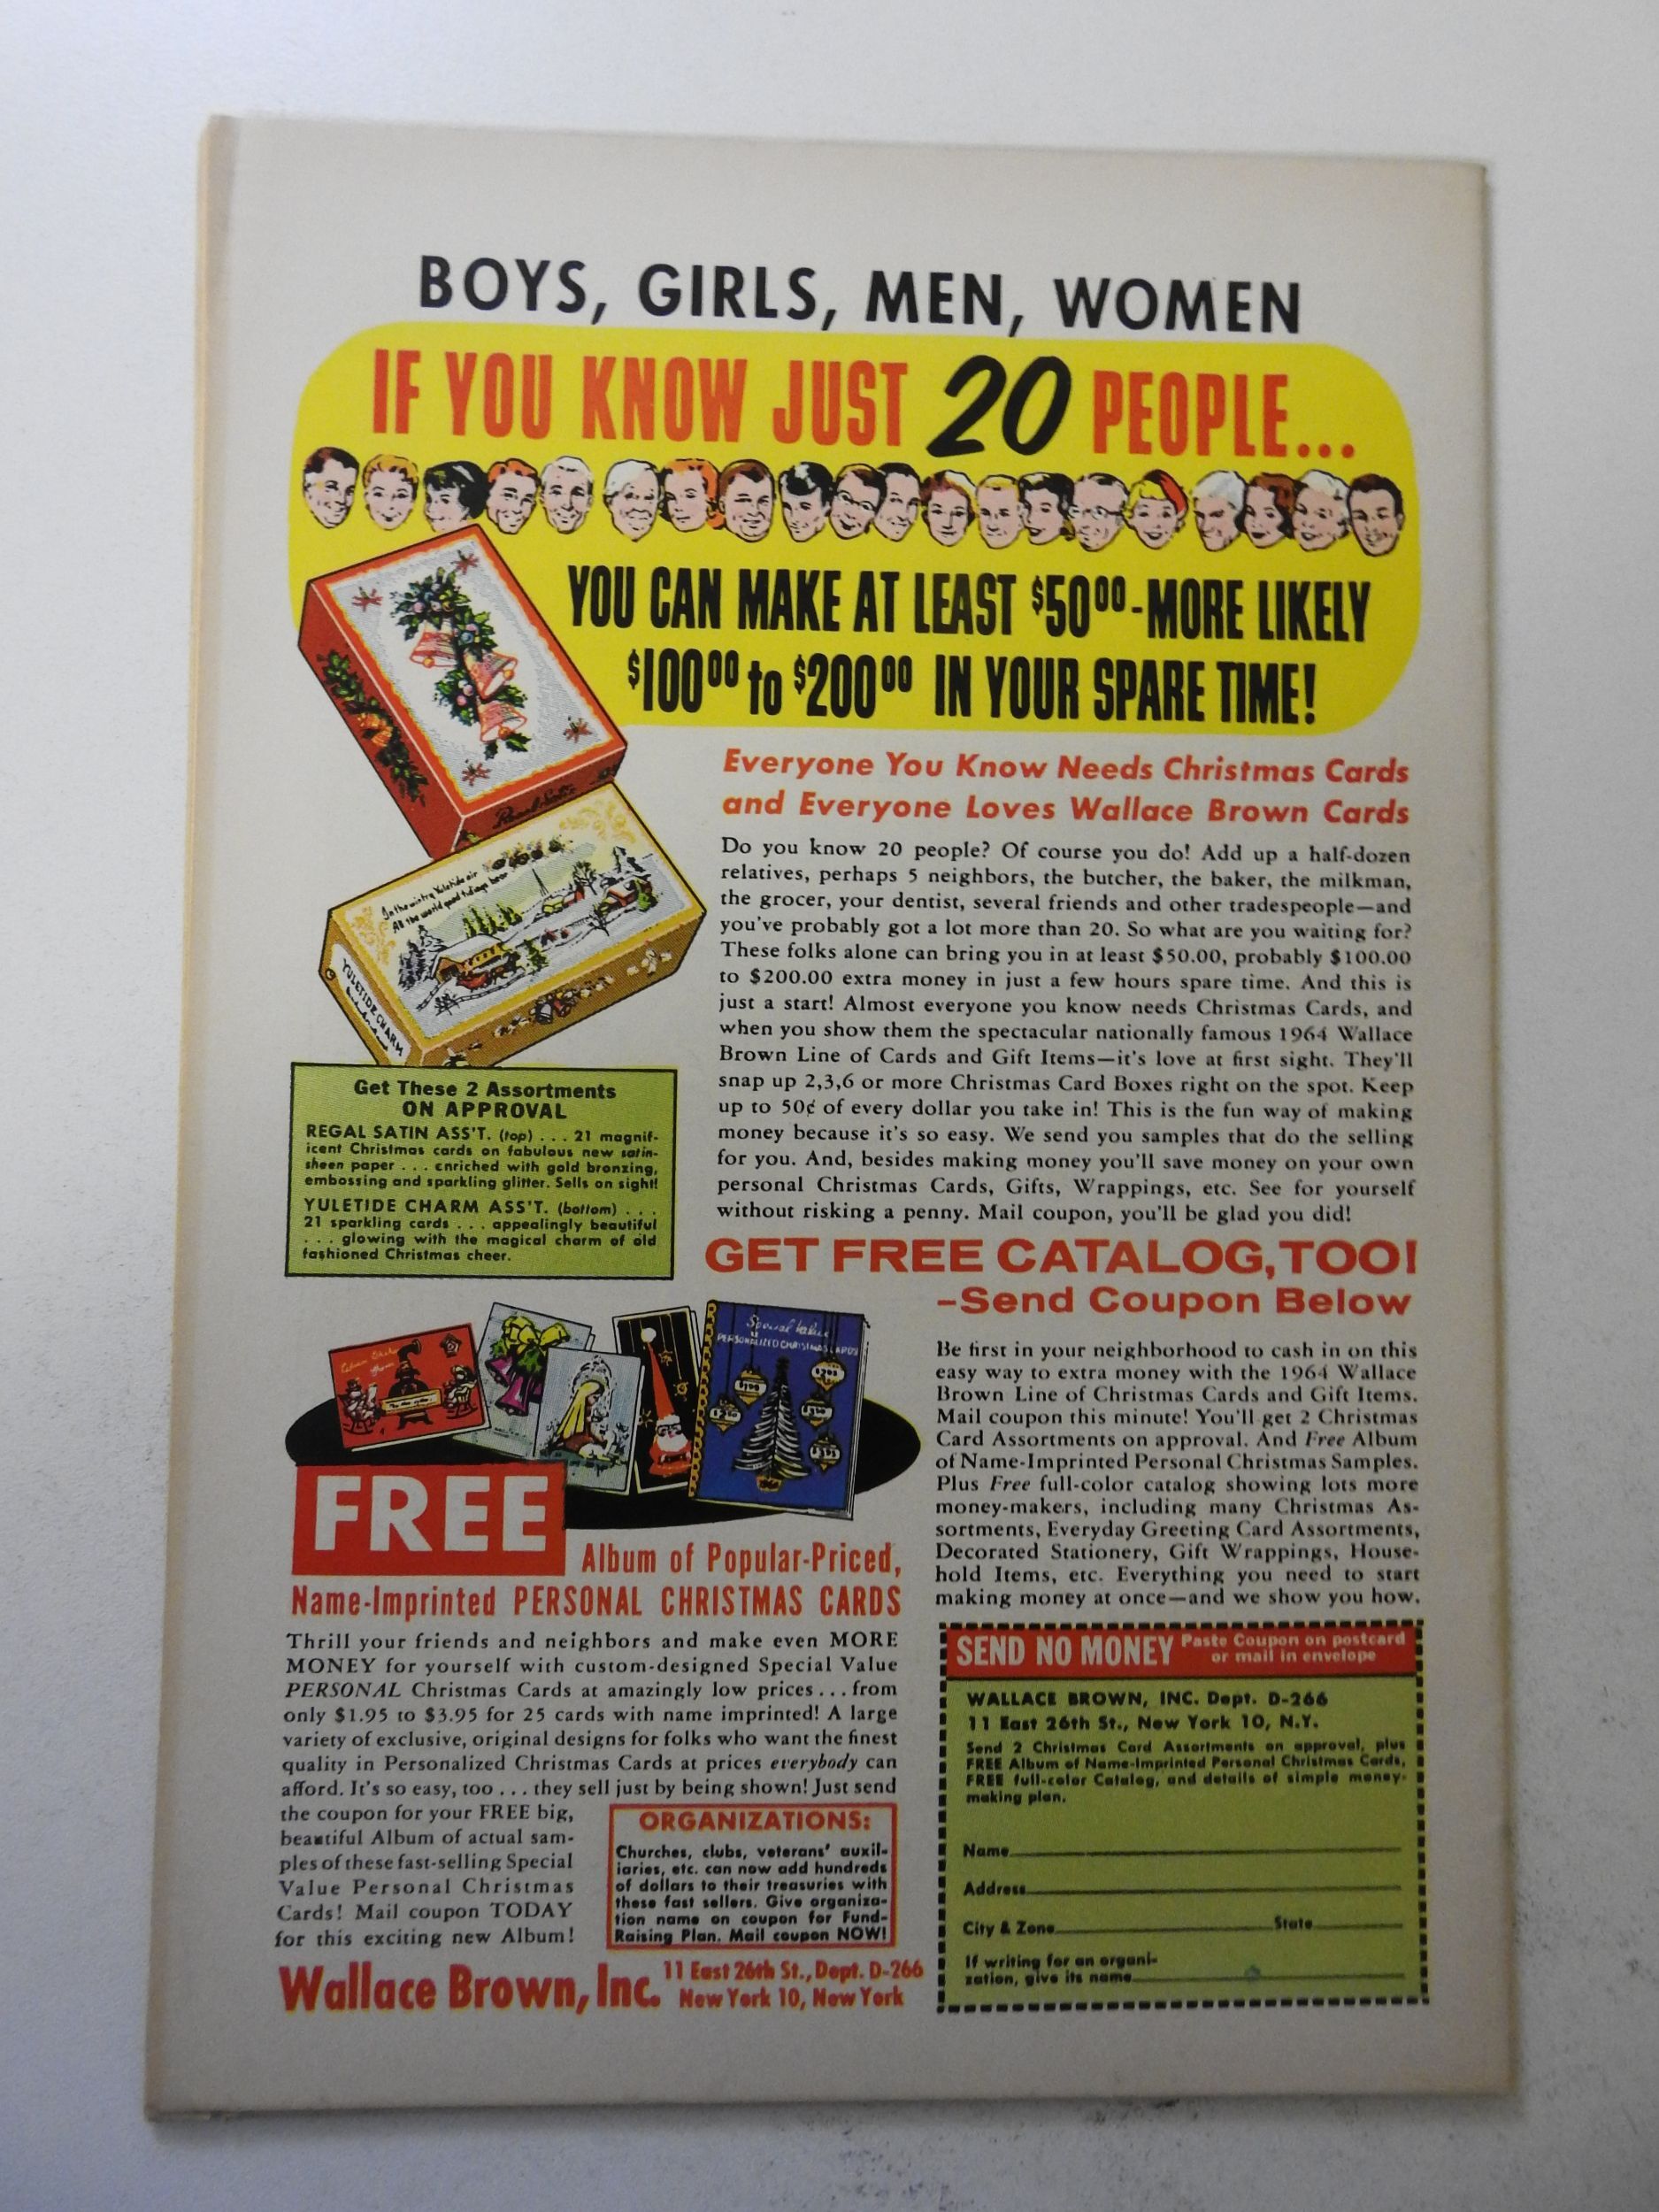 BOYS, GIRLS, MEN, WOMEN
IF YOU KNOW JUST 20 PEOPLE...
YOU CAN MAKE AT LEAST $50⁰⁰-MORE LIKELY
$100⁰⁰ to $200⁰⁰ IN YOUR SPARE TIME!
Regal Satin
In the wintry Yuletide air
All the world good tidings bear
YULETIDE CHARM
Everyone You Know Needs Christmas Cards
and Everyone Loves Wallace Brown Cards
Do you know 20 people? Of course you do! Add up a half-dozen
relatives, perhaps 5 neighbors, the butcher, the baker, the milkman,
the grocer, your dentist, several friends and other tradespeople—and
you've probably got a lot more than 20. So what are you waiting for?
These folks alone can bring you in at least $50.00, probably $100.00
to $200.00 extra money in just a few hours spare time. And this is
just a start! Almost everyone you know needs Christmas Cards, and
when you show them the spectacular nationally famous 1964 Wallace
Brown Line of Cards and Gift Items—it's love at first sight. They'll
snap up 2,3,6 or more Christmas Card Boxes right on the spot. Keep
up to 50¢ of every dollar you take in! This is the fun way of making
money because it's so easy. We send you samples that do the selling
for you. And, besides making money you'll save money on your own
personal Christmas Cards, Gifts, Wrappings, etc. See for yourself
without risking a penny. Mail coupon, you'll be glad you did!
Get These 2 Assortments
ON APPROVAL
REGAL SATIN ASS'T. (top) . . . 21 magnif-
icent Christmas cards on fabulous new satin-
sheen paper . . . enriched with gold bronzing,
embossing and sparkling glitter. Sells on sight!
YULETIDE CHARM ASS'T. (bottom) . . .
21 sparkling cards . . . appealingly beautiful
. . . glowing with the magical charm of old
fashioned Christmas cheer.
GET FREE CATALOG, TOO!
–Send Coupon Below
Be first in your neighborhood to cash in on this
easy way to extra money with the 1964 Wallace
Brown Line of Christmas Cards and Gift Items.
Mail coupon this minute! You'll get 2 Christmas
Card Assortments on approval. And Free Album
of Name-Imprinted Personal Christmas Samples.
Plus Free full-color catalog showing lots more
money-makers, including many Christmas As-
sortments, Everyday Greeting Card Assortments,
Decorated Stationery, Gift Wrappings, House-
hold Items, etc. Everything you need to start
making money at once—and we show you how.
Special Value
PERSONALIZED CHRISTMAS CARDS
FREE
Album of Popular-Priced,
Name-Imprinted PERSONAL CHRISTMAS CARDS
Thrill your friends and neighbors and make even MORE
MONEY for yourself with custom-designed Special Value
PERSONAL Christmas Cards at amazingly low prices . . . from
only $1.95 to $3.95 for 25 cards with name imprinted! A large
variety of exclusive, original designs for folks who want the finest
quality in Personalized Christmas Cards at prices everybody can
afford. It's so easy, too . . . they sell just by being shown! Just send
the coupon for your FREE big,
beautiful Album of actual sam-
ples of these fast-selling Special
Value Personal Christmas
Cards! Mail coupon TODAY
for this exciting new Album!
ORGANIZATIONS:
Churches, clubs, veterans' auxil-
iaries, etc. can now add hundreds
of dollars to their treasuries with
these fast sellers. Give organiza-
tion name on coupon for Fund-
Raising Plan. Mail coupon NOW!
Wallace Brown, Inc.
11 East 26th St., Dept. D-266
New York 10, New York
SEND NO MONEY
Paste Coupon on postcard
or mail in envelope
WALLACE BROWN, INC. Dept. D-266
11 East 26th St., New York 10, N.Y.
Send 2 Christmas Card Assortments on approval, plus
FREE Album of Name-Imprinted Personal Christmas Cards,
FREE full-color Catalog, and details of simple money-
making plan.
Name
Address
City & Zone State
If writing for an organi-
zation, give its name